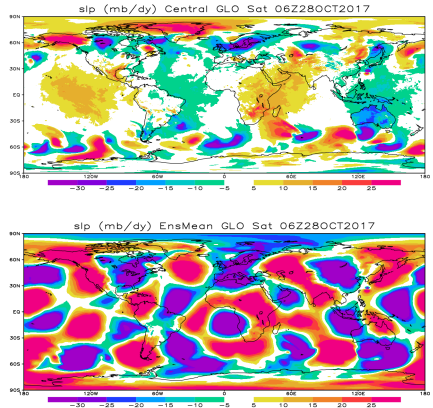 slp (mb/dy) Central GLO Sat 06Z28OCT2017
90N
60N
30N
EQ
30S
60S
90S
180 120W 60W 0 60E 120E 180
−30 −25 −20 −15 −10 −5 5 10 15 20 25
slp (mb/dy) EnsMean GLO Sat 06Z28OCT2017
90N
60N
30N
EQ
30S
60S
90S
180 120W 60W 0 60E 120E 180
−30 −25 −20 −15 −10 −5 5 10 15 20 25